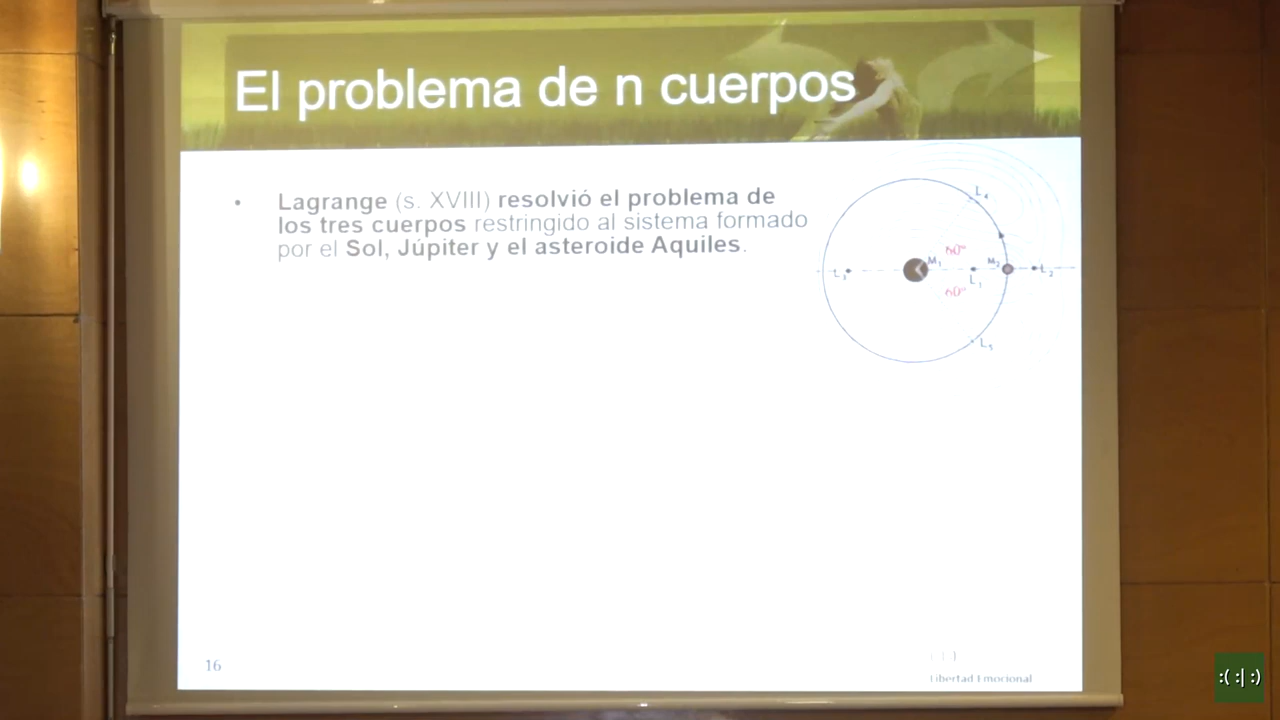 El problema de n cuerpos
• Lagrange (s. XVIII) resolvió el problema de
los tres cuerpos restringido al sistema formado
por el Sol, Júpiter y el asteroide Aquiles.
L4
60°
M1
M2
L3
L1
L2
60°
L5
16
Libertad Emocional
:( :| :)